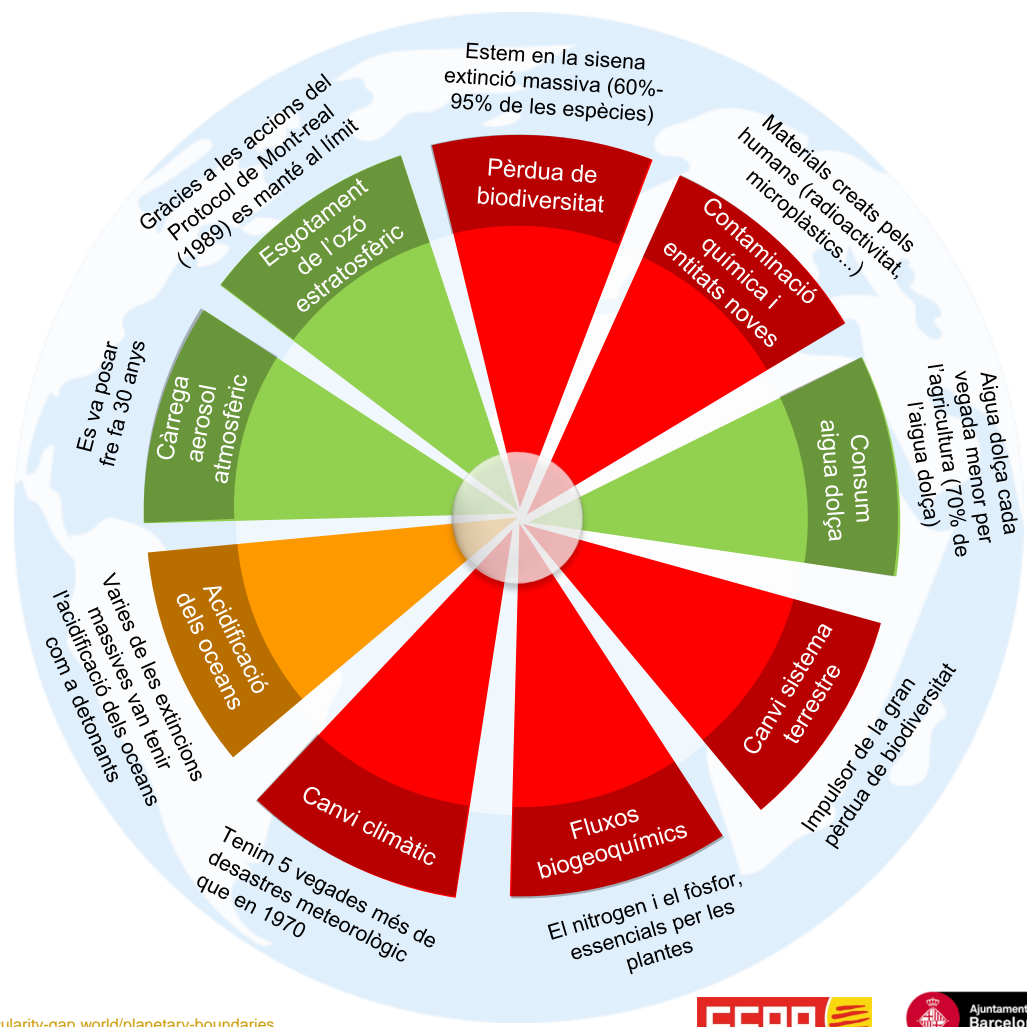 Estem en la sisena
extinció massiva (60%-
95% de les espècies)
Pèrdua de
biodiversitat
Materials creats pels
humans (radioactivitat,
microplàstics...)
Contaminació
química i
entitats noves
Aigua dolça cada
vegada menor per
l'agricultura (70% de
l'aigua dolça)
Consum
aigua dolça
Canvi sistema
terrestre
Impulsor de la gran
pèrdua de biodiversitat
Fluxos
biogeoquímics
El nitrogen i el fòsfor,
essencials per les
plantes
Canvi climàtic
Tenim 5 vegades més de
desastres meteorològic
que en 1970
Acidificació
dels oceans
Varies de les extincions
massives van tenir
l'acidificació dels oceans
com a detonants
Càrrega
aerosol
atmosfèric
Es va posar
fre fa 30 anys
Esgotament
de l'ozó
estratosfèric
Gràcies a les accions del
Protocol de Mont-real
(1989) es manté al límit
ularity-gap.world/planetary-boundaries
CCOO
Ajuntament
Barcelo